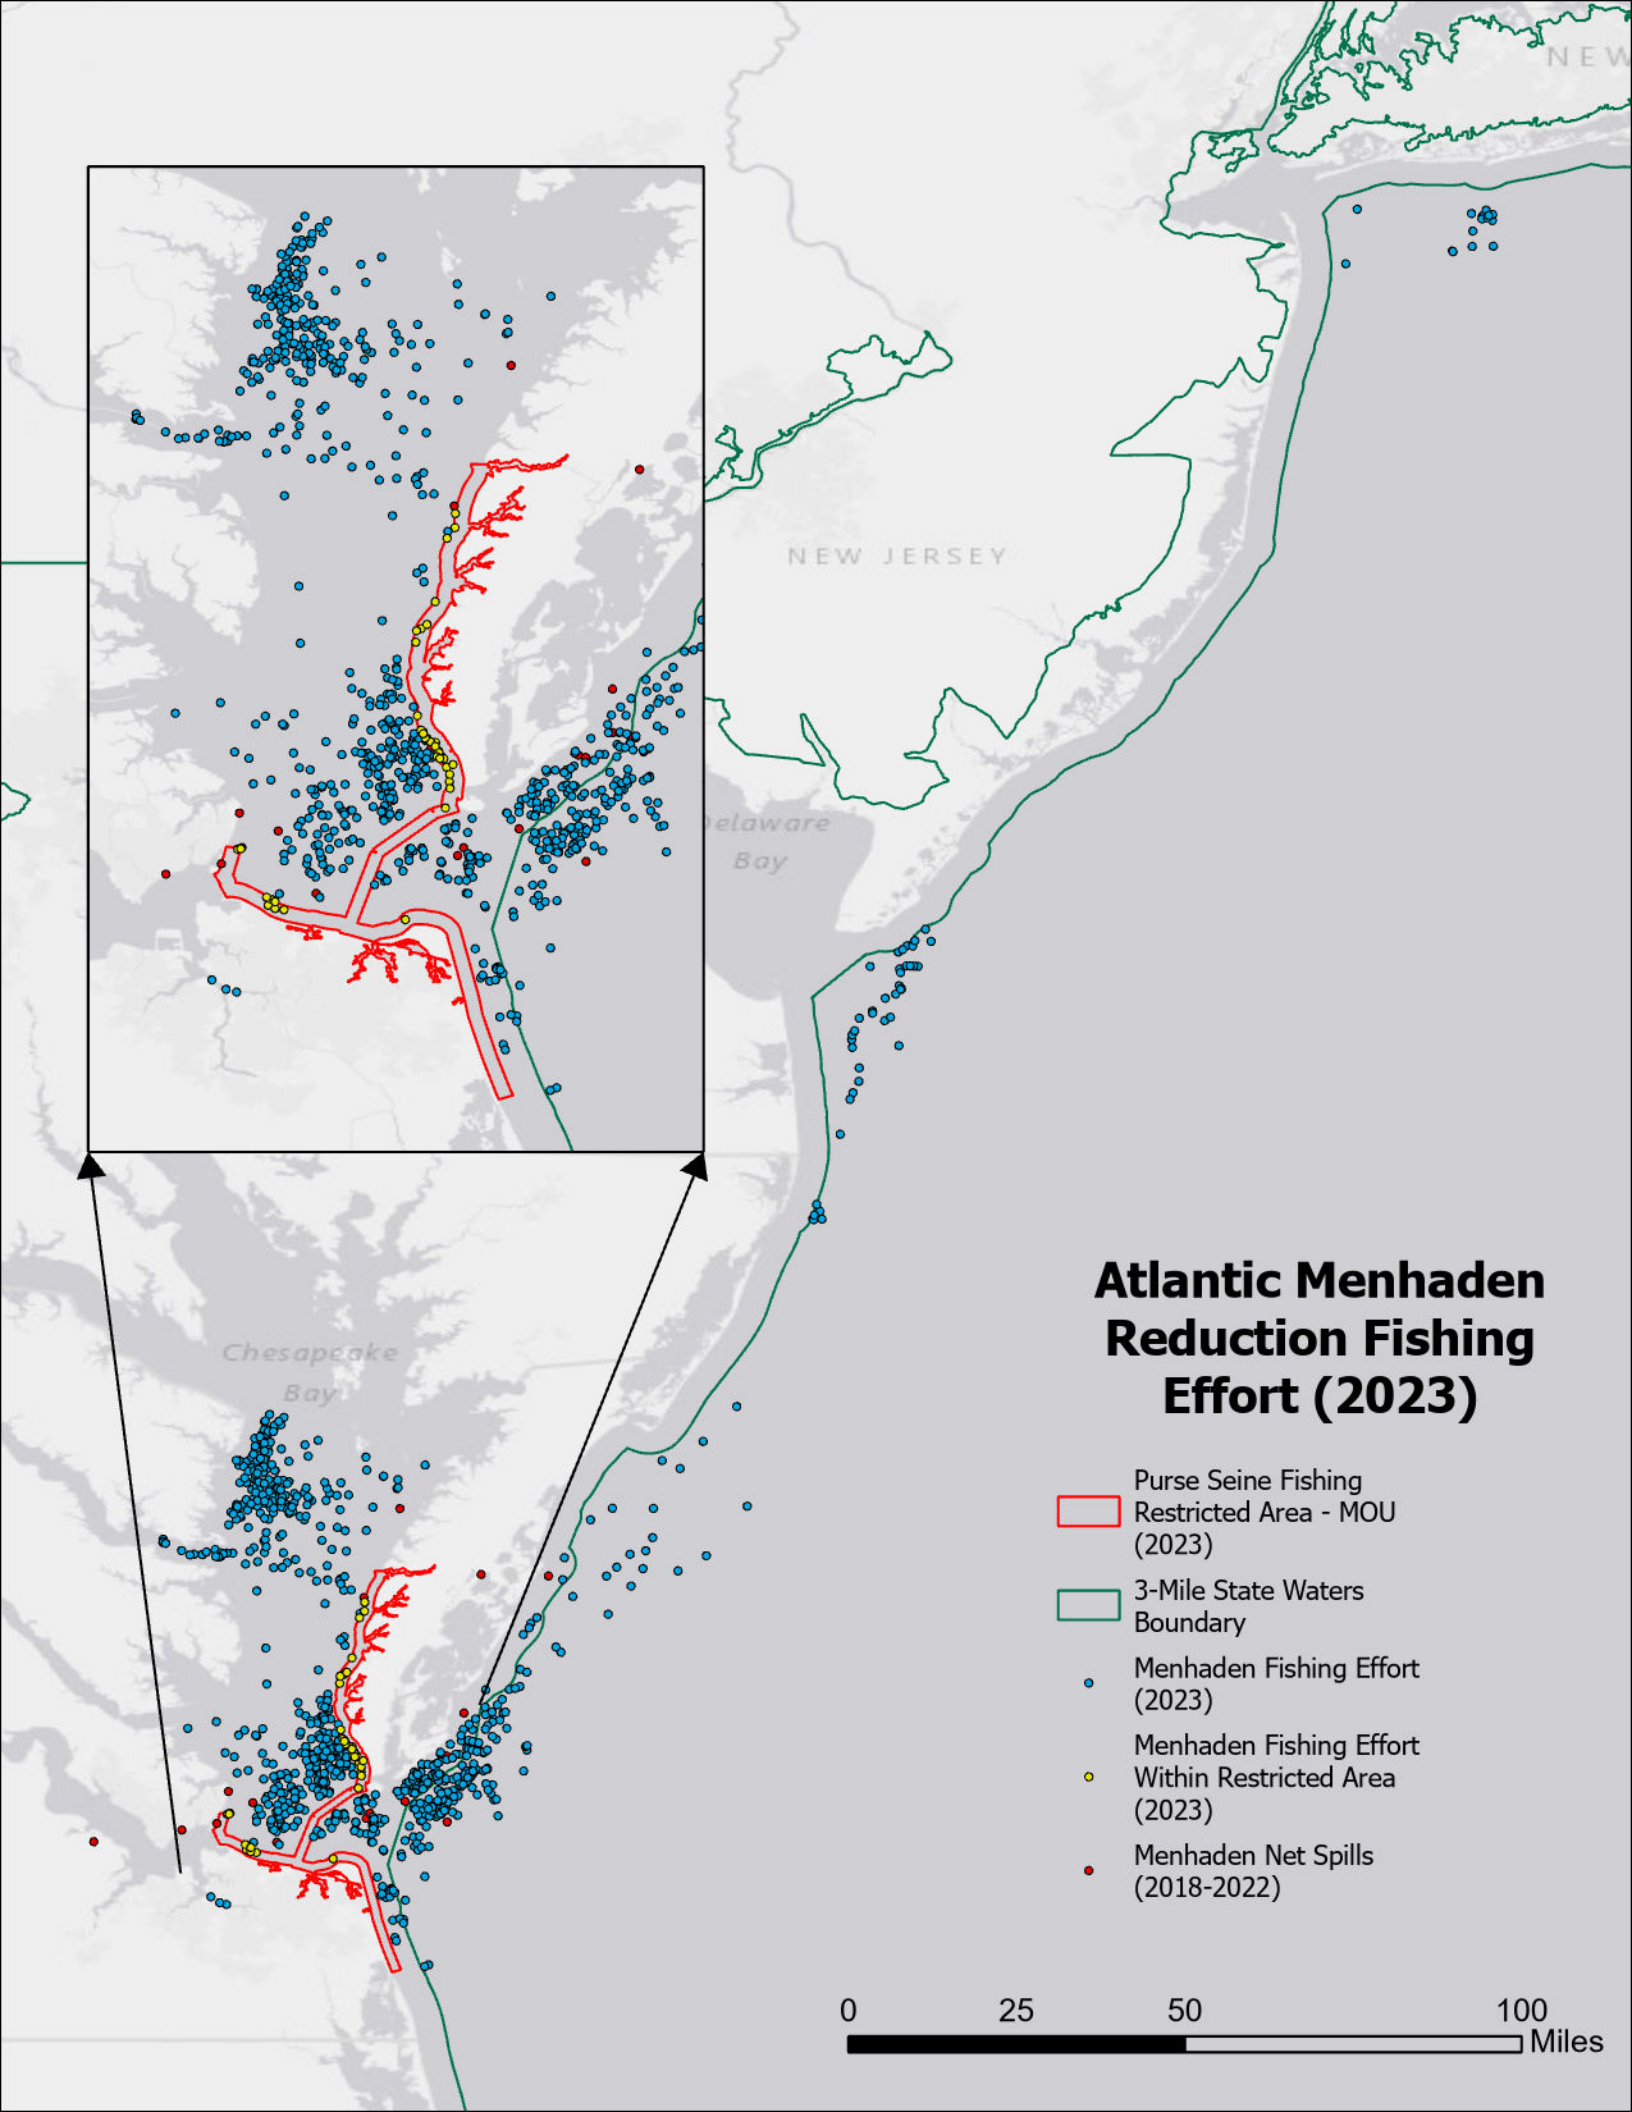 NEW
NEW JERSEY
Delaware
Bay
Chesapeake
Bay
Atlantic Menhaden
Reduction Fishing
Effort (2023)
Purse Seine Fishing
Restricted Area - MOU
(2023)
3-Mile State Waters
Boundary
Menhaden Fishing Effort
(2023)
Menhaden Fishing Effort
Within Restricted Area
(2023)
Menhaden Net Spills
(2018-2022)
0 25 50 100
Miles